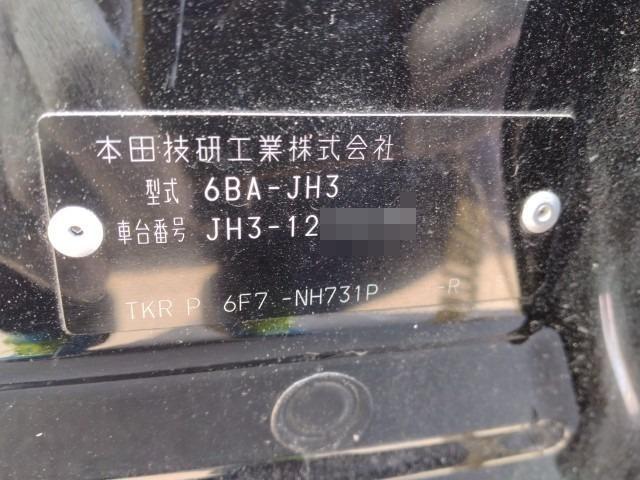 本田技研工業株式会社
型式 6BA-JH3
車台番号 JH3-12
TKR P 6F7 -NH731P -R